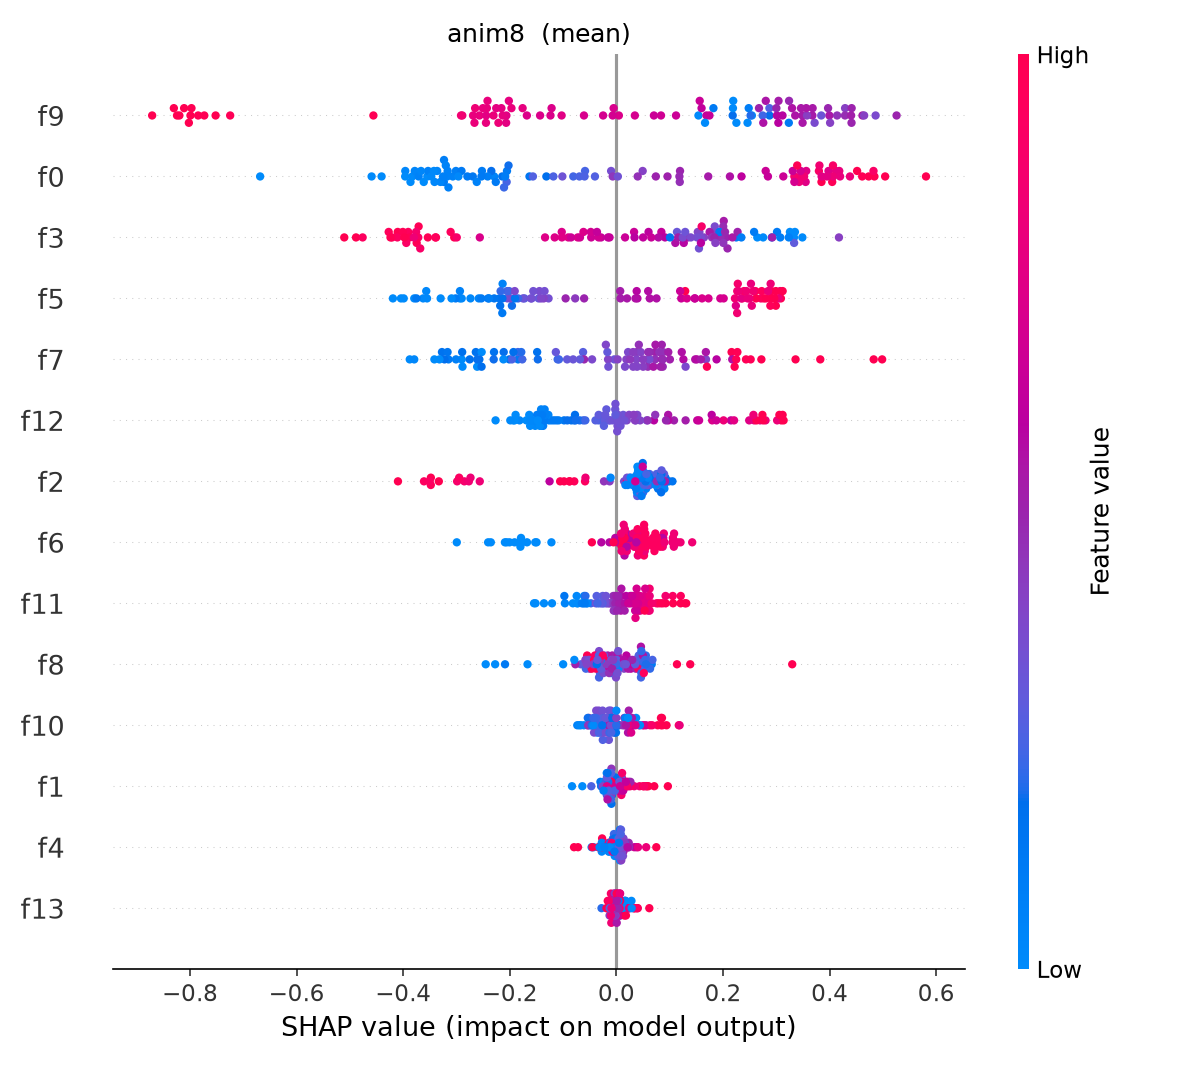 anim8 (mean)
High
f9
f0
f3
f5
f7
f12
f2
f6
f11
f8
f10
f1
f4
f13
Feature value
Low
−0.8 −0.6 −0.4 −0.2 0.0 0.2 0.4 0.6
SHAP value (impact on model output)